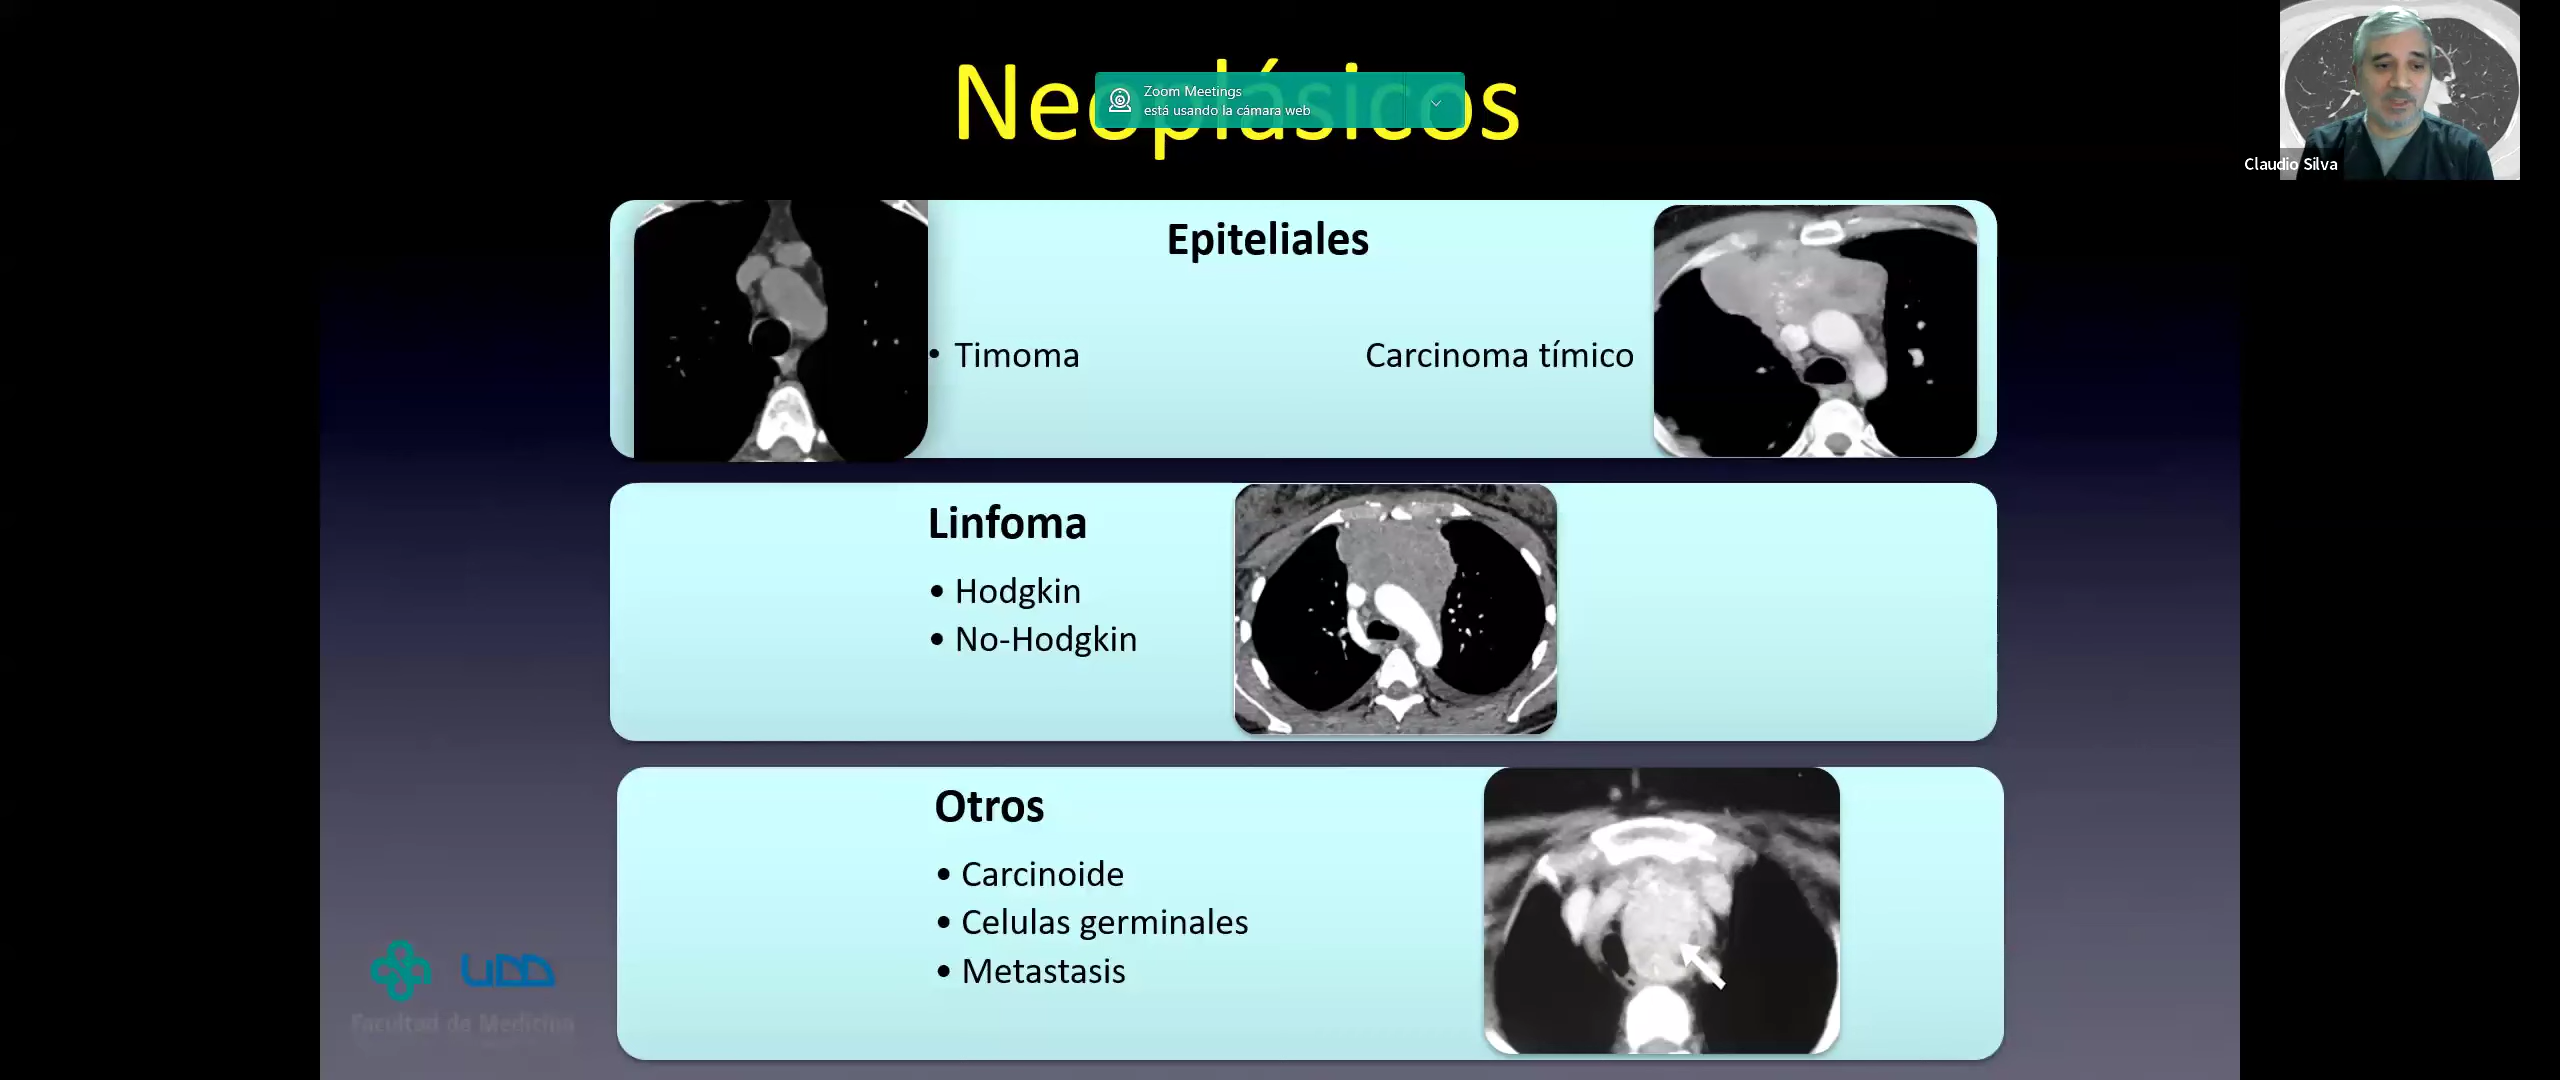 Neoplásicos
Zoom Meetings
está usando la cámara web
Claudio Silva
Epiteliales
• Timoma
Carcinoma tímico
Linfoma
• Hodgkin
• No-Hodgkin
Otros
• Carcinoide
• Celulas germinales
• Metastasis
UDD
Facultad de Medicina